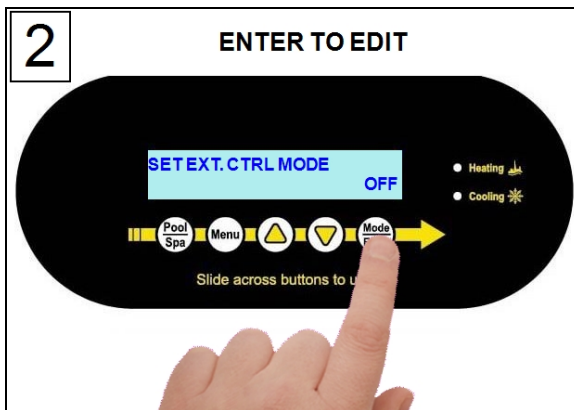 2
ENTER TO EDIT
SET EXT. CTRL MODE
OFF
Heating
Cooling
Pool
Spa
Menu
Mode
Slide across buttons to